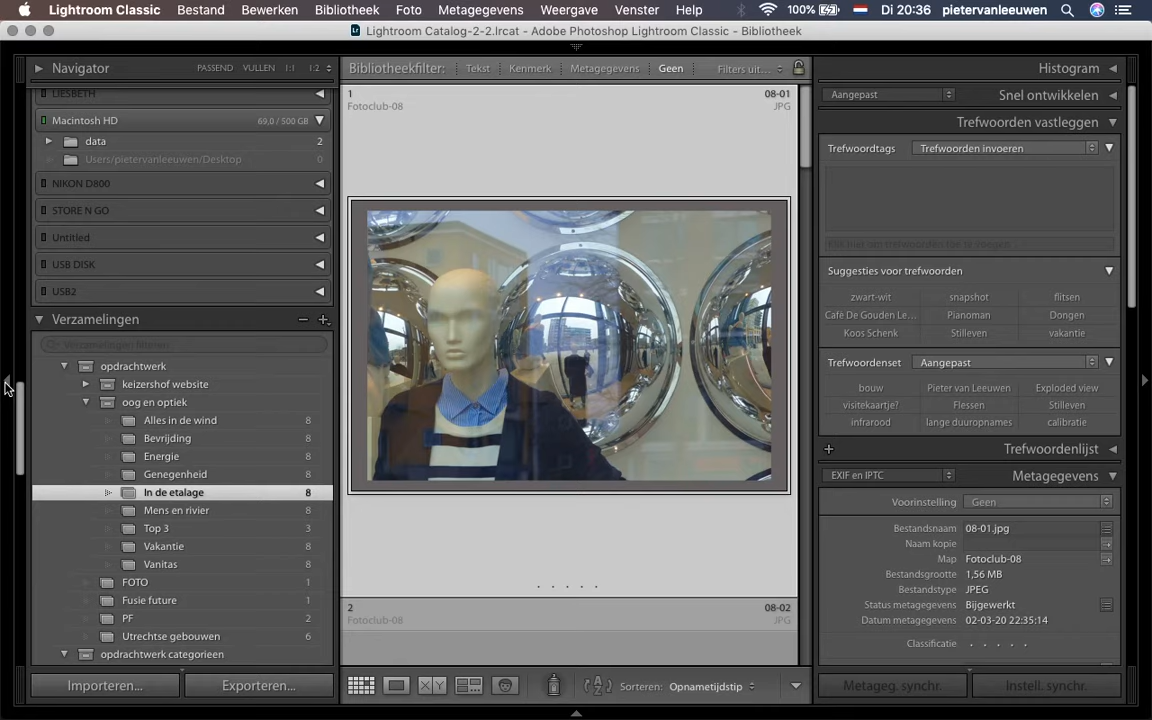 Lightroom Classic Bestand Bewerken Bibliotheek Foto Metagegevens Weergave Venster Help 100% Di 20:36 pietervanleeuwen
Lightroom Catalog-2-2.lrcat - Adobe Photoshop Lightroom Classic - Bibliotheek
Navigator PASSEND VULLEN 1:1 1:2
LIESBETH
Macintosh HD 69,0 / 500 GB
data 2
Users/pietervanleeuwen/Desktop 0
NIKON D800
STORE N GO
Untitled
USB DISK
USB2
Verzamelingen
Verzamelingen filteren
opdrachtwerk
keizershof website
oog en optiek
Alles in de wind 8
Bevrijding 8
Energie 8
Genegenheid 8
In de etalage 8
Mens en rivier 8
Top 3 3
Vakantie 8
Vanitas 8
FOTO 1
Fusie future 1
PF 2
Utrechtse gebouwen 6
opdrachtwerk categorieen
Importeren... Exporteren...
Bibliotheekfilter: Tekst Kenmerk Metagegevens Geen Filters uit...
1 08-01
Fotoclub-08 JPG
2 08-02
Fotoclub-08 JPG
Sorteren: Opnametijdstip
Histogram
Aangepast Snel ontwikkelen
Trefwoorden vastleggen
Trefwoordtags Trefwoorden invoeren
Klik hier om trefwoorden toe te voegen...
Suggesties voor trefwoorden
zwart-wit snapshot flitsen
Café De Gouden Le... Pianoman Dongen
Koos Schenk Stilleven vakantie
Trefwoordenset Aangepast
bouw Pieter van Leeuwen Exploded view
visitekaartje? Flessen Stilleven
infrarood lange duuropnames calibratie
Trefwoordenlijst
EXIF en IPTC Metagegevens
Voorinstelling Geen
Bestandsnaam 08-01.jpg
Naam kopie
Map Fotoclub-08
Bestandsgrootte 1,56 MB
Bestandstype JPEG
Status metagegevens Bijgewerkt
Datum metagegevens 02-03-20 22:35:14
Classificatie
Metageg. synchr. Instell. synchr.